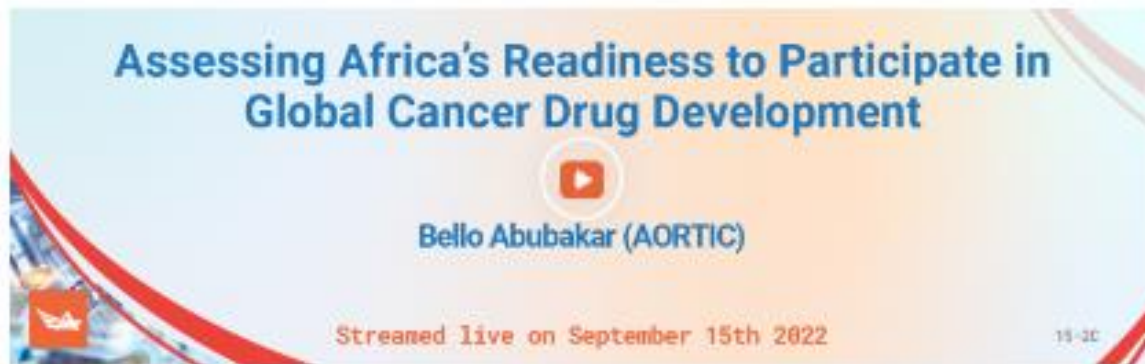 Assessing Africa's Readiness to Participate in
Global Cancer Drug Development
Bello Abubakar (AORTIC)
Streamed live on September 15th 2022